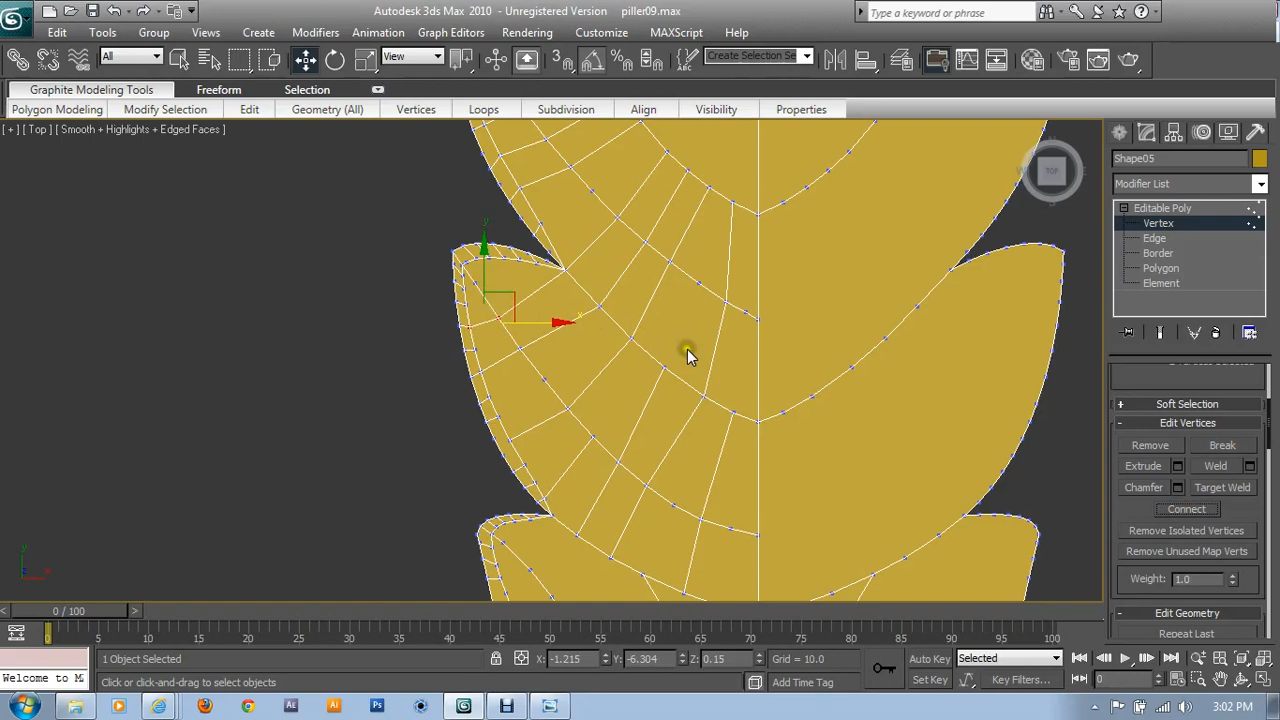 Autodesk 3ds Max 2010 - Unregistered Version piller09.max
Type a keyword or phrase
Edit Tools Group Views Create Modifiers Animation Graph Editors Rendering Customize MAXScript Help
All View 3 Create Selection Se
Graphite Modeling Tools Freeform Selection
Polygon Modeling Modify Selection Edit Geometry (All) Vertices Loops Subdivision Align Visibility Properties
[ + ] [ Top ] [ Smooth + Highlights + Edged Faces ]
TOP
Shape05
Modifier List
Editable Poly
Vertex
Edge
Border
Polygon
Element
y
x
Soft Selection
Edit Vertices
Remove Break
Extrude Weld
Chamfer Target Weld
Connect
Remove Isolated Vertices
Remove Unused Map Verts
Weight: 1.0
Edit Geometry
Repeat Last
0 / 100
0 5 10 15 20 25 30 35 40 45 50 55 60 65 70 75 80 85 90 95 100
1 Object Selected X: -1.215 Y: -6.304 Z: 0.15 Grid = 10.0 Auto Key Selected
Welcome to M Click or click-and-drag to select objects Add Time Tag Set Key Key Filters... 0
Ae Ai Ps
3:02 PM